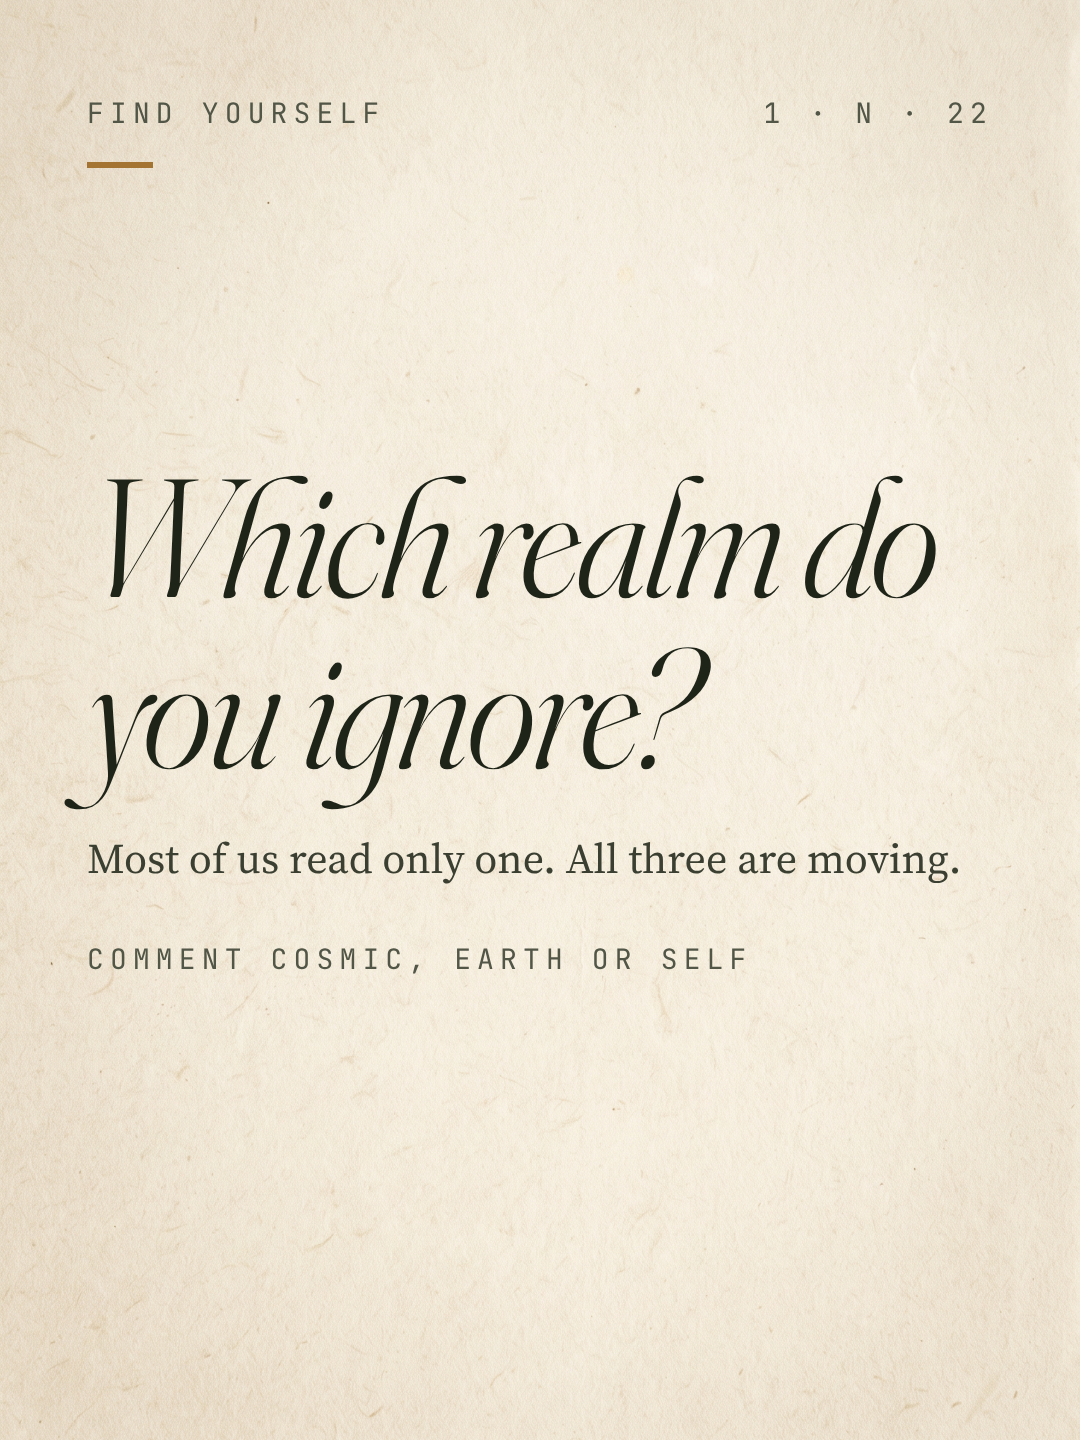 FIND YOURSELF
1 · N · 22
Which realm do
you ignore?
Most of us read only one. All three are moving.
COMMENT COSMIC, EARTH OR SELF